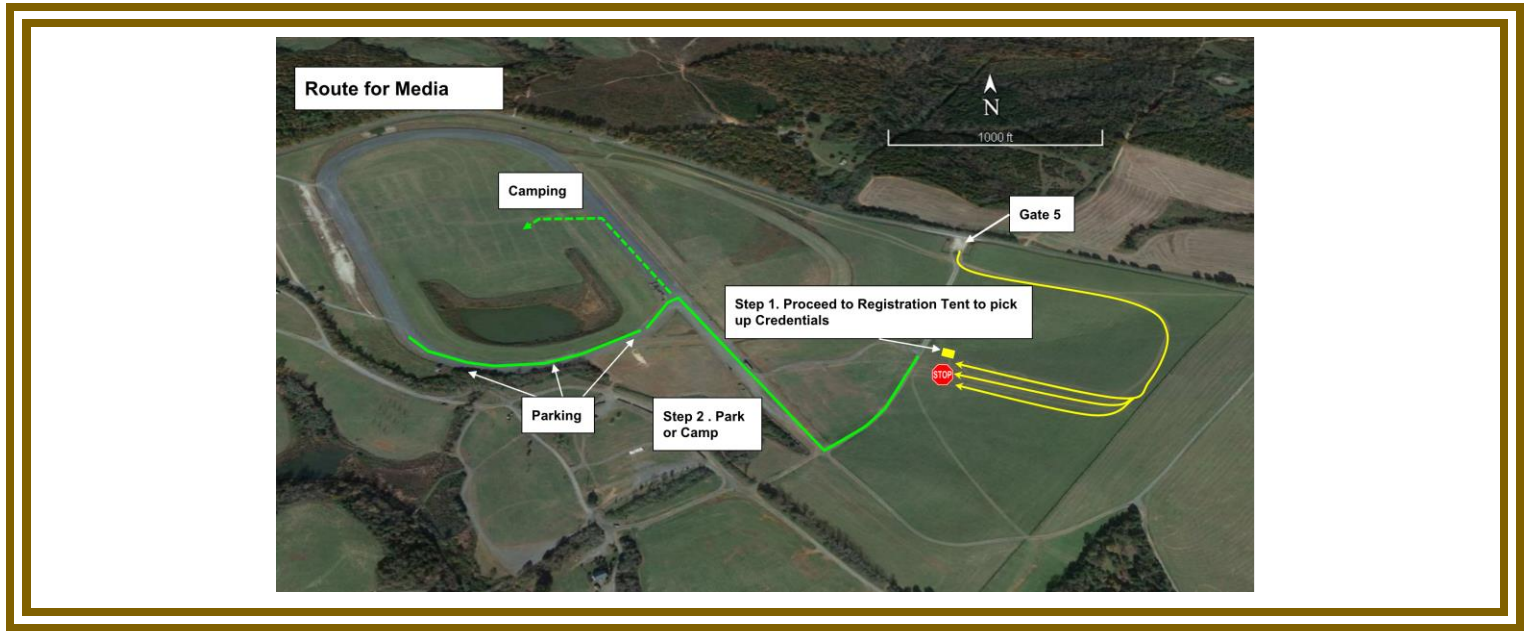 Route for Media
N
1000 ft
Camping
Gate 5
Step 1. Proceed to Registration Tent to pick
up Credentials
STOP
Parking
Step 2 . Park
or Camp